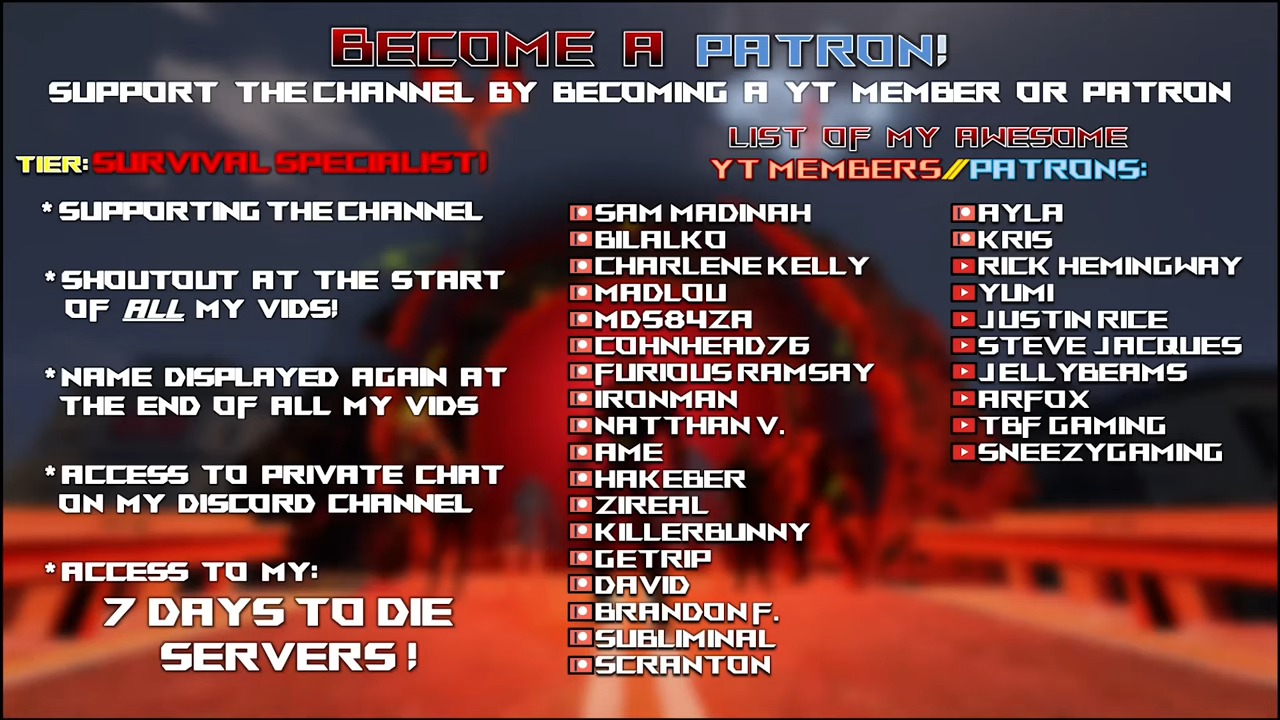 BECOME A PATRON!
SUPPORT THE CHANNEL BY BECOMING A YT MEMBER OR PATRON
TIER: SURVIVAL SPECIALIST!
* SUPPORTING THE CHANNEL
* SHOUTOUT AT THE START
OF ALL MY VIDS!
* NAME DISPLAYED AGAIN AT
THE END OF ALL MY VIDS
* ACCESS TO PRIVATE CHAT
ON MY DISCORD CHANNEL
* ACCESS TO MY:
7 DAYS TO DIE
SERVERS!
LIST OF MY AWESOME
YT MEMBERS//PATRONS:
SAM MADINAH
BILALKO
CHARLENE KELLY
MADLOU
MDS84ZA
COHNHEAD76
FURIOUS RAMSAY
IRONMAN
NATTHAN V.
AME
HAKEBER
ZIREAL
KILLERBUNNY
GETRIP
DAVID
BRANDON F.
SUBLIMINAL
SCRANTON
AYLA
KRIS
RICK HEMINGWAY
YUMI
JUSTIN RICE
STEVE JACQUES
JELLYBEAMS
ARFOX
TBF GAMING
SNEEZYGAMING